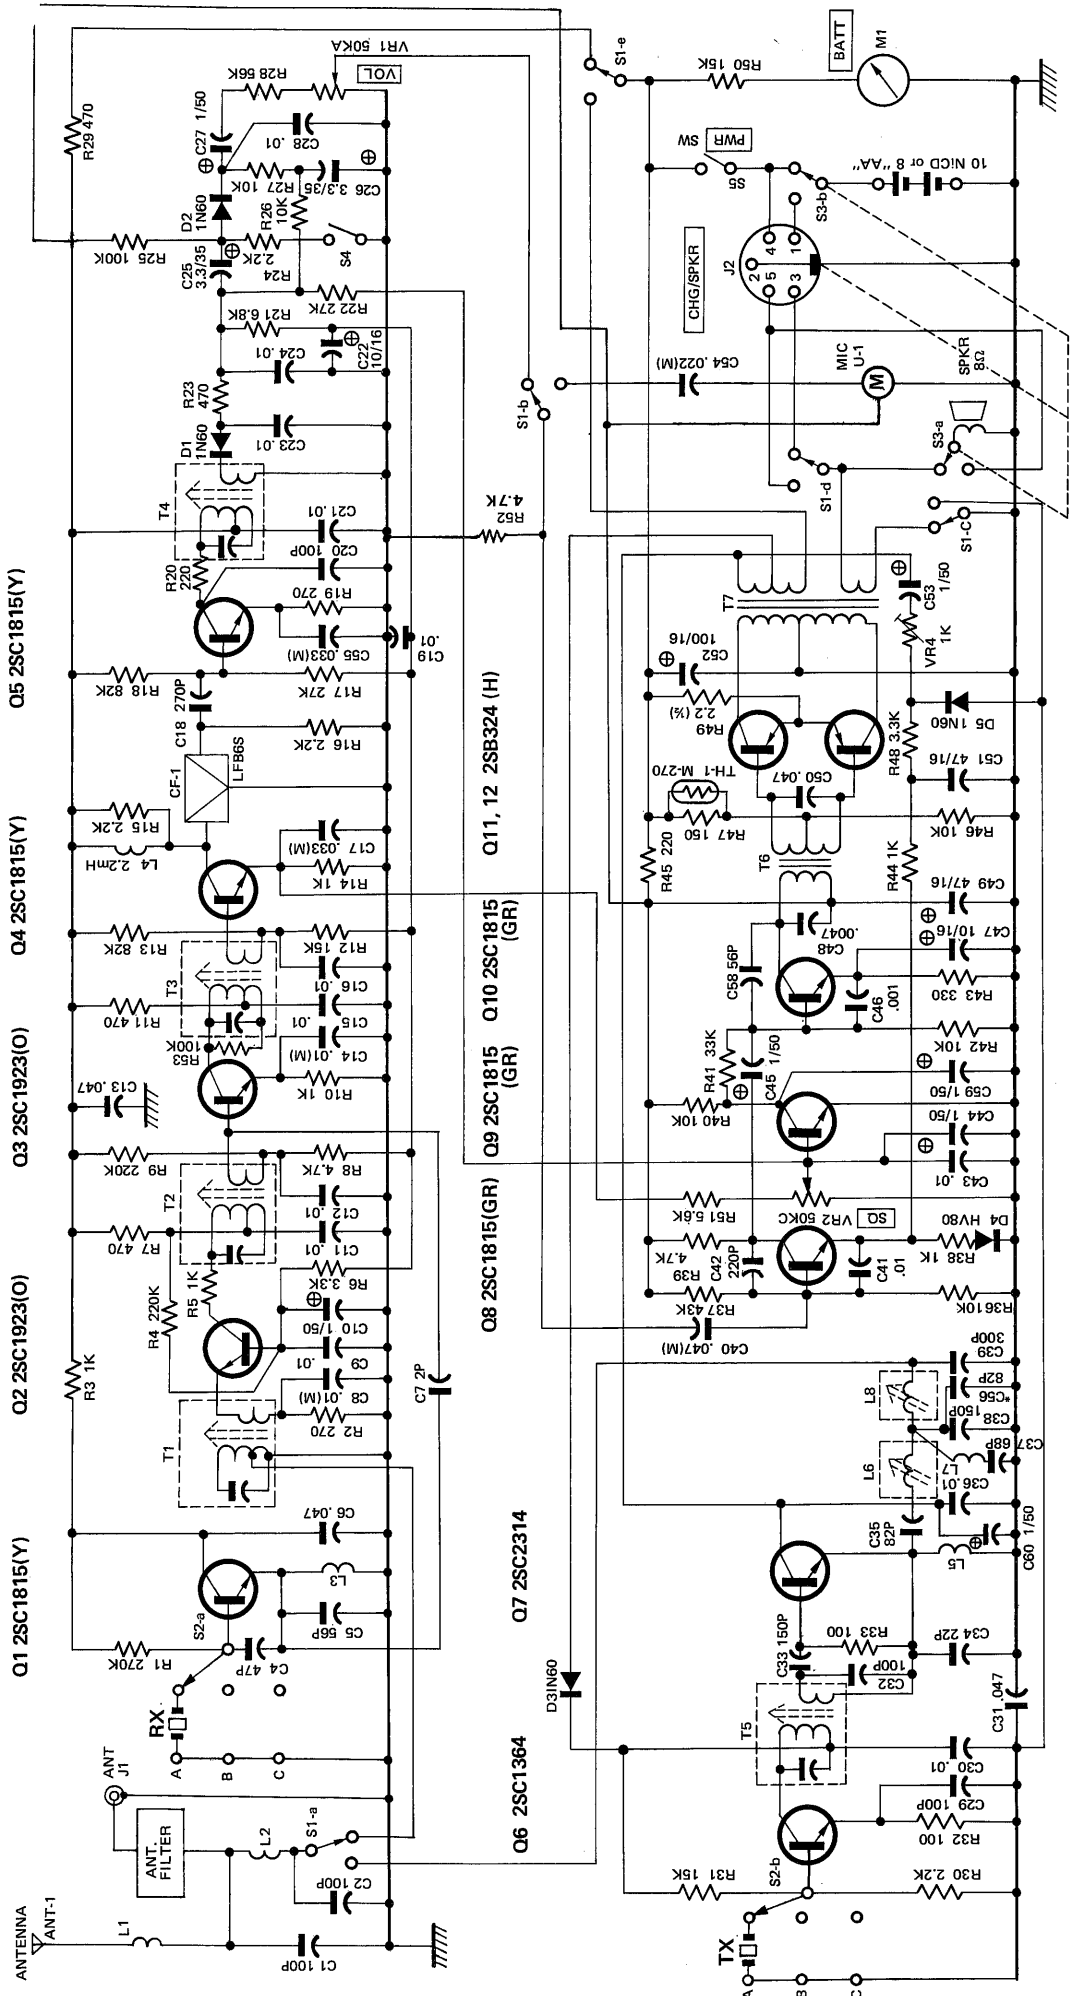 Q1 2SC1815(Y)
Q2 2SC1923(O)
Q3 2SC1923(O)
Q4 2SC1815(Y)
Q5 2SC1815(Y)
ANTENNA
ANT-1
L1
C1 100P
ANT.
FILTER
ANT
J1
L2
C2 100P
S1-a
A
B
C
RX
R1 270K
S2-a
C4 47P
C5 56P
L3
C6 .047
T1
R2 270
C8
.01(M)
C9
.01
C10 1/50
R3 1K
R4 220K
R5 1K
R6 3.3K
C7 2P
R7 470
T2
C11 .01
C12 .01
R8 4.7K
R9 220K
C13 .047
R10 1K
C14 .01(M)
R53
100K
T3
C15
.01
R11 470
C16
.01
R12 15K
R13 82K
R14 1K
C17 .033(M)
L4 2.2mH
R15 2.2K
CF-1
LFB6S
R16 2.2K
C18 270P
R17
27K
R18 82K
C19
.01
C55 .033(M)
R19 270
R20
220
C20 100P
C21 .01
T4
D1
1N60
C23 .01
R23
470
C24 .01
R21 6.8K
C22
10/16
R22 27K
C25
3.3/35
R24
2.2K
R25 100K
S4
D2
1N60
R26
10K
R27
10K
C26 3.3/35
C27 1/50
C28 .01
R28 56K
VR1 50KA
VOL
R29 470
Q6 2SC1364
Q7 2SC2314
Q8 2SC1815(GR)
Q9 2SC1815
(GR)
Q10 2SC1815
(GR)
Q11, 12 2SB324 (H)
A
B
C
TX
S2-b
R31 15K
R30 2.2K
R32 100
C29 100P
C30 .01
T5
D3 IN60
C31 .047
C32
100P
C33 150P
R33 100
C34 22P
C35
82P
L5
C60 1/50
C36 .01
L6
L7
C37
68P
C38
150P
*C56
82P
L8
C39
300P
C40 .047(M)
R37 43K
R36 10K
C41
.01
C42
220P
R39
4.7K
R38 1K
D4 HV80
R51 5.6K
VR2 50KC
SQ
C43
.01
C44 1/50
C59 1/50
R40 10K
R41 33K
C45 1/50
R42 10K
R43 330
C46
.001
C47 10/16
C58 56P
C48
.0047
C49 47/16
R44 1K
R45 220
T6
R46 10K
R47 150
TH-1 M-270
C50 .047
C51 47/16
R48 3.3K
D5 1N60
R49
2.2 (½)
C52
100/16
T7
VR4
1K
C53
1/50
R52
4.7K
S1-b
S1-C
S1-d
S3-a
SPKR
8Ω
MIC
U-1
M
C54 .022(M)
CHG/SPKR
J2
2
5
4
3
1
S3-b
10 NiCD or 8 "AA"
S5
SW
PWR
S1-e
R50 15K
BATT
M1